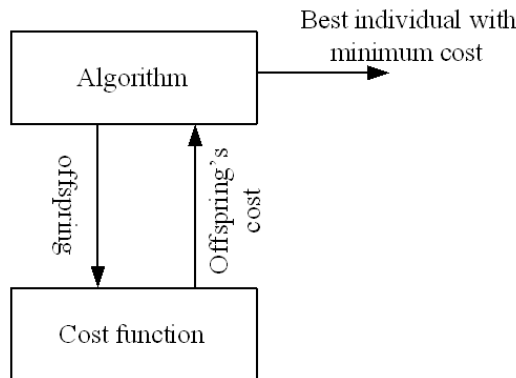 Best individual with
minimum cost
Algorithm
offspring
Offspring's
cost
Cost function